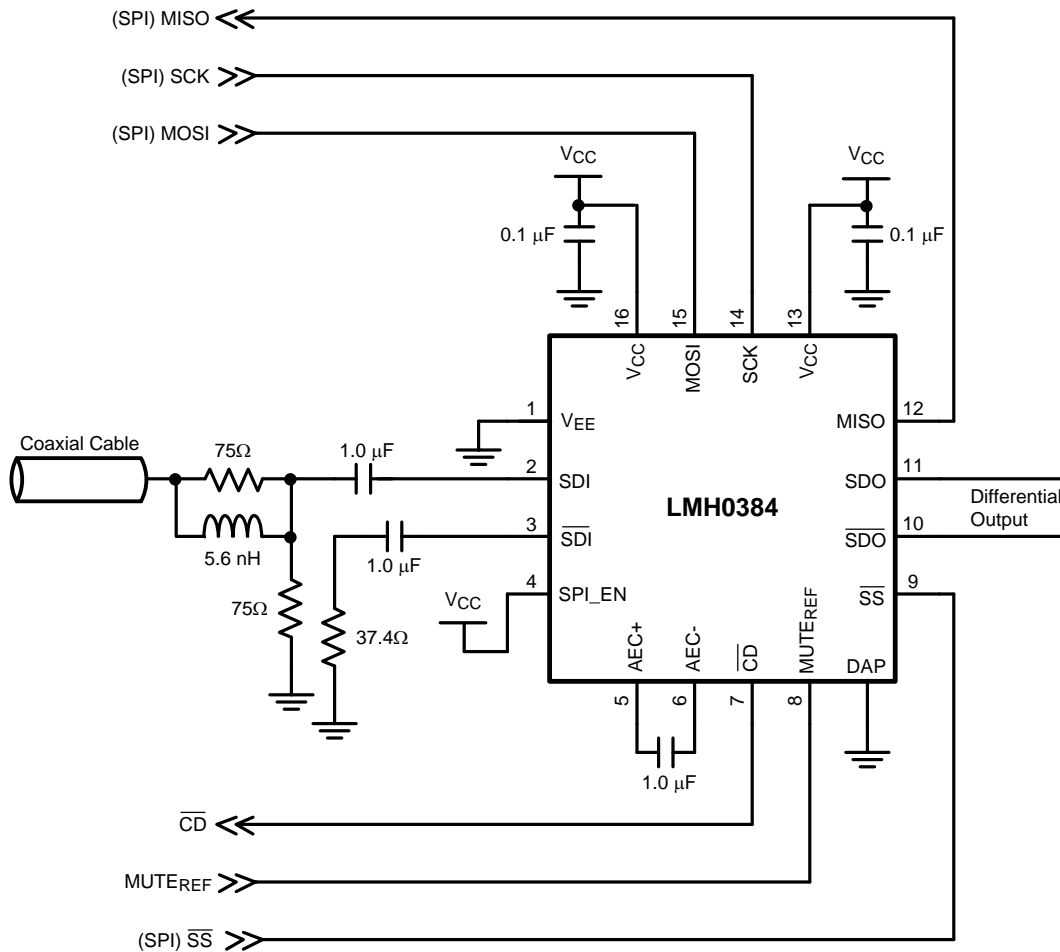 (SPI) MISO
(SPI) SCK
(SPI) MOSI
VCC
VCC
0.1 µF
0.1 µF
16
15
14
13
VCC
MOSI
SCK
VCC
1
VEE
MISO
12
Coaxial Cable
75Ω
1.0 µF
2
SDI
SDO
11
LMH0384
Differential
Output
3
SDI
SDO
10
5.6 nH
1.0 µF
4
SPI_EN
SS
9
75Ω
37.4Ω
VCC
AEC+
AEC-
CD
MUTEREF
DAP
5
6
7
8
1.0 µF
CD
MUTEREF
(SPI) SS